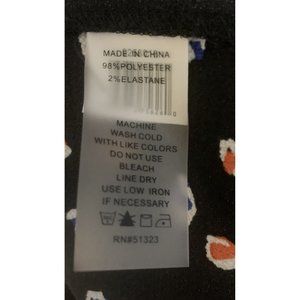 MADE IN CHINA
98%POLYESTER
2%ELASTANE
MACHINE
WASH COLD
WITH LIKE COLORS
DO NOT USE
BLEACH
LINE DRY
USE LOW IRON
IF NECESSARY
RN#51323